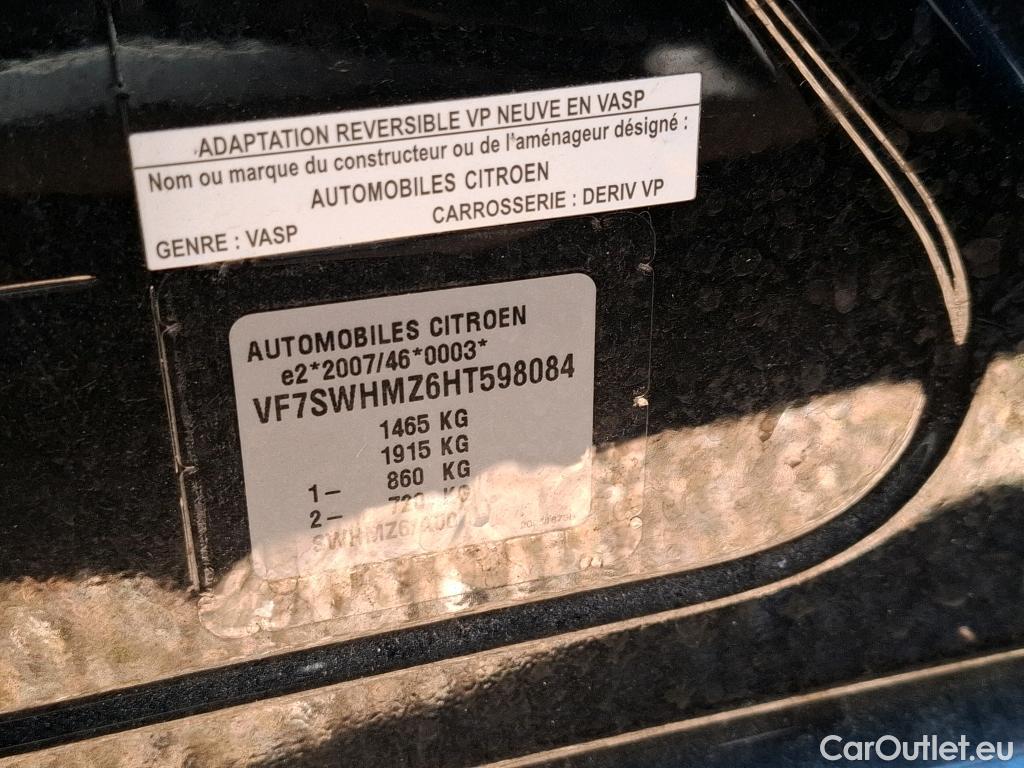 ADAPTATION REVERSIBLE VP NEUVE EN VASP
Nom ou marque du constructeur ou de l'aménageur désigné :
AUTOMOBILES CITROEN
GENRE : VASP CARROSSERIE : DERIV VP
AUTOMOBILES CITROEN
e2*2007/46*0003*
VF7SWHMZ6HT598084
1465 KG
1915 KG
1– 860 KG
2– 720 KG
CarOutlet.eu